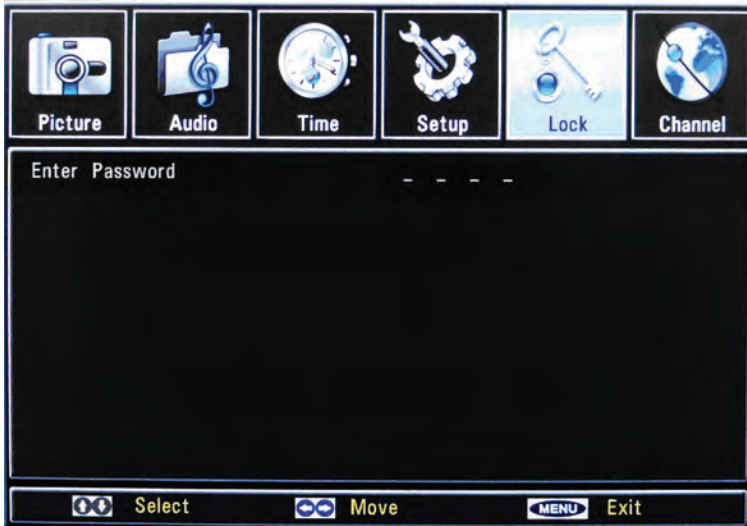 Picture Audio Time Setup Lock Channel
Enter Password _ _ _ _
Select Move MENU Exit